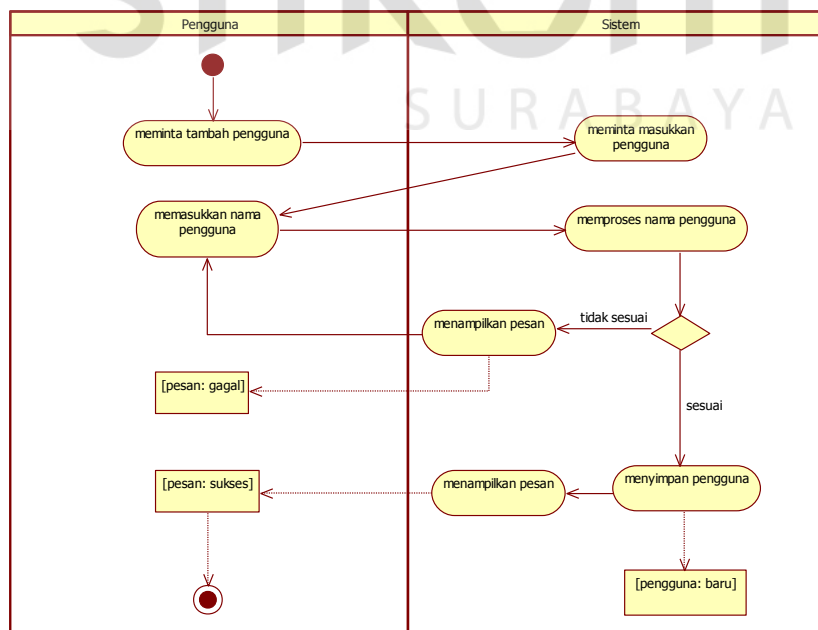 Pengguna
Sistem
SURABAYA
meminta tambah pengguna
meminta masukkan
pengguna
memasukkan nama
pengguna
memproses nama pengguna
menampilkan pesan
tidak sesuai
[pesan: gagal]
sesuai
[pesan: sukses]
menampilkan pesan
menyimpan pengguna
[pengguna: baru]